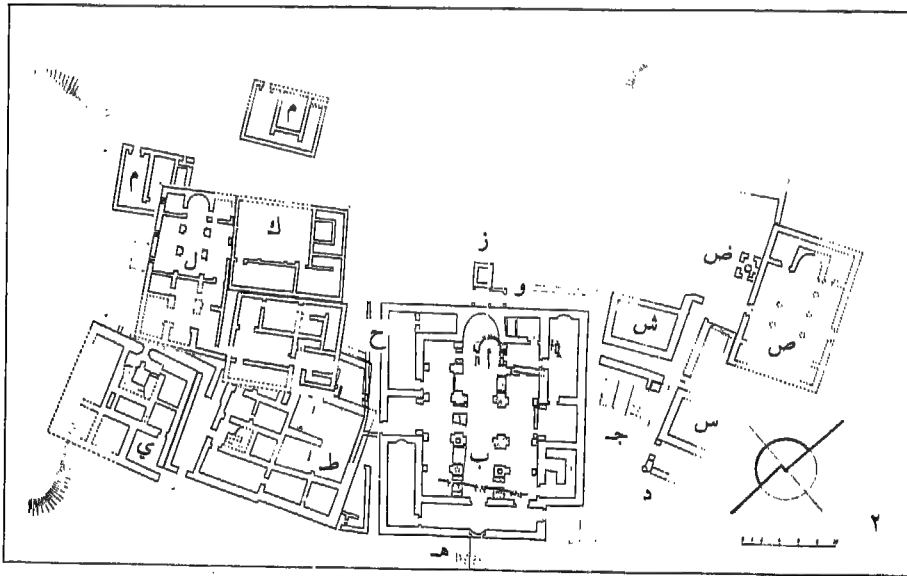 م
م
ك
ل
ز
و
ح
أ
ب
ض
ص
ش
س
جـ
د
ي
ط
هـ
٢